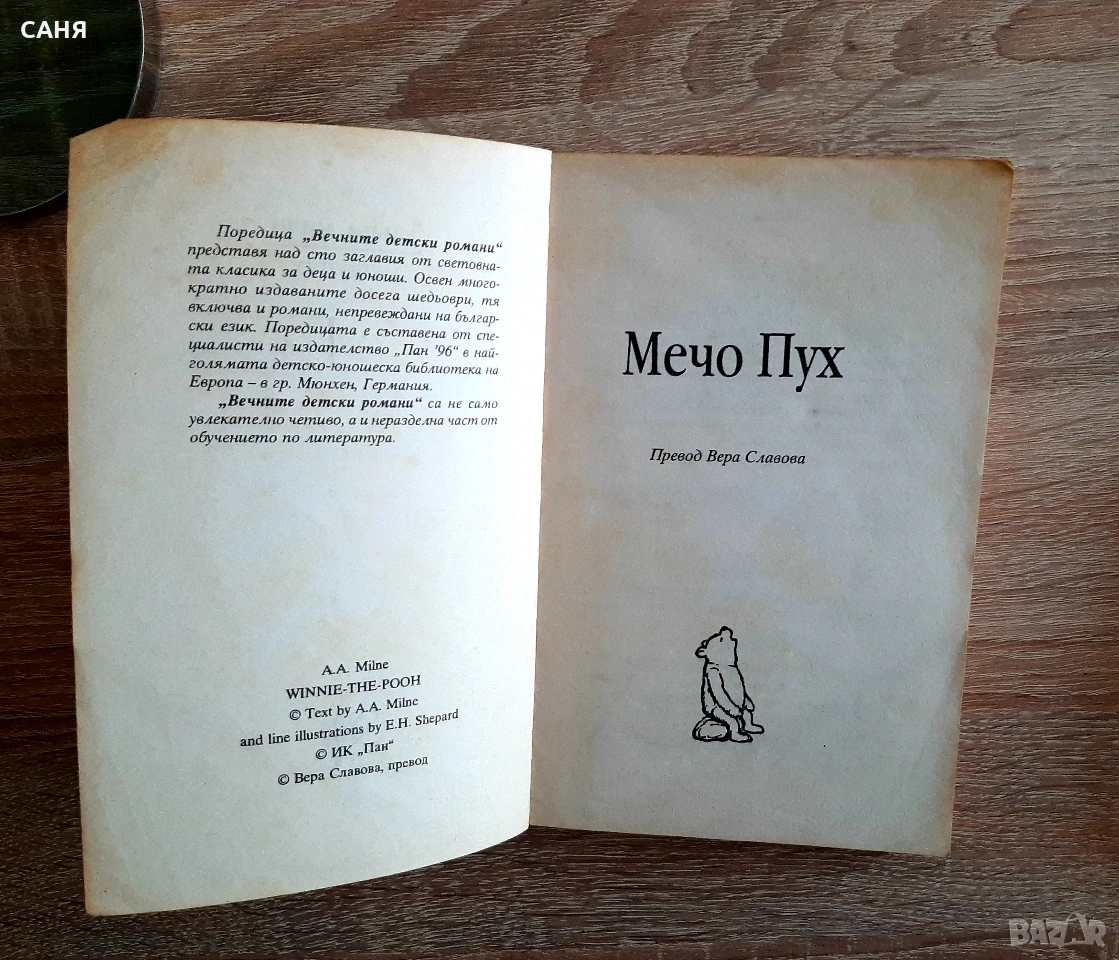 САНЯ
Поредица „Вечните детски романи“
представя над сто заглавия от световна-
та класика за деца и юноши. Освен много-
кратно издаваните досега шедьоври, тя
включва и романи, непревеждани на българ-
ски език. Поредицата е съставена от спе-
циалисти на издателство „Пан '96“ в най-
голямата детско-юношеска библиотека на
Европа – в гр. Мюнхен, Германия.
„Вечните детски романи“ са не само
увлекателно четиво, а и неразделна част от
обучението по литература.
A.A. Milne
WINNIE-THE-POOH
© Text by A.A. Milne
and line illustrations by E.H. Shepard
© ИК „Пан“
© Вера Славова, превод
Мечо Пух
Превод Вера Славова
BAZAR